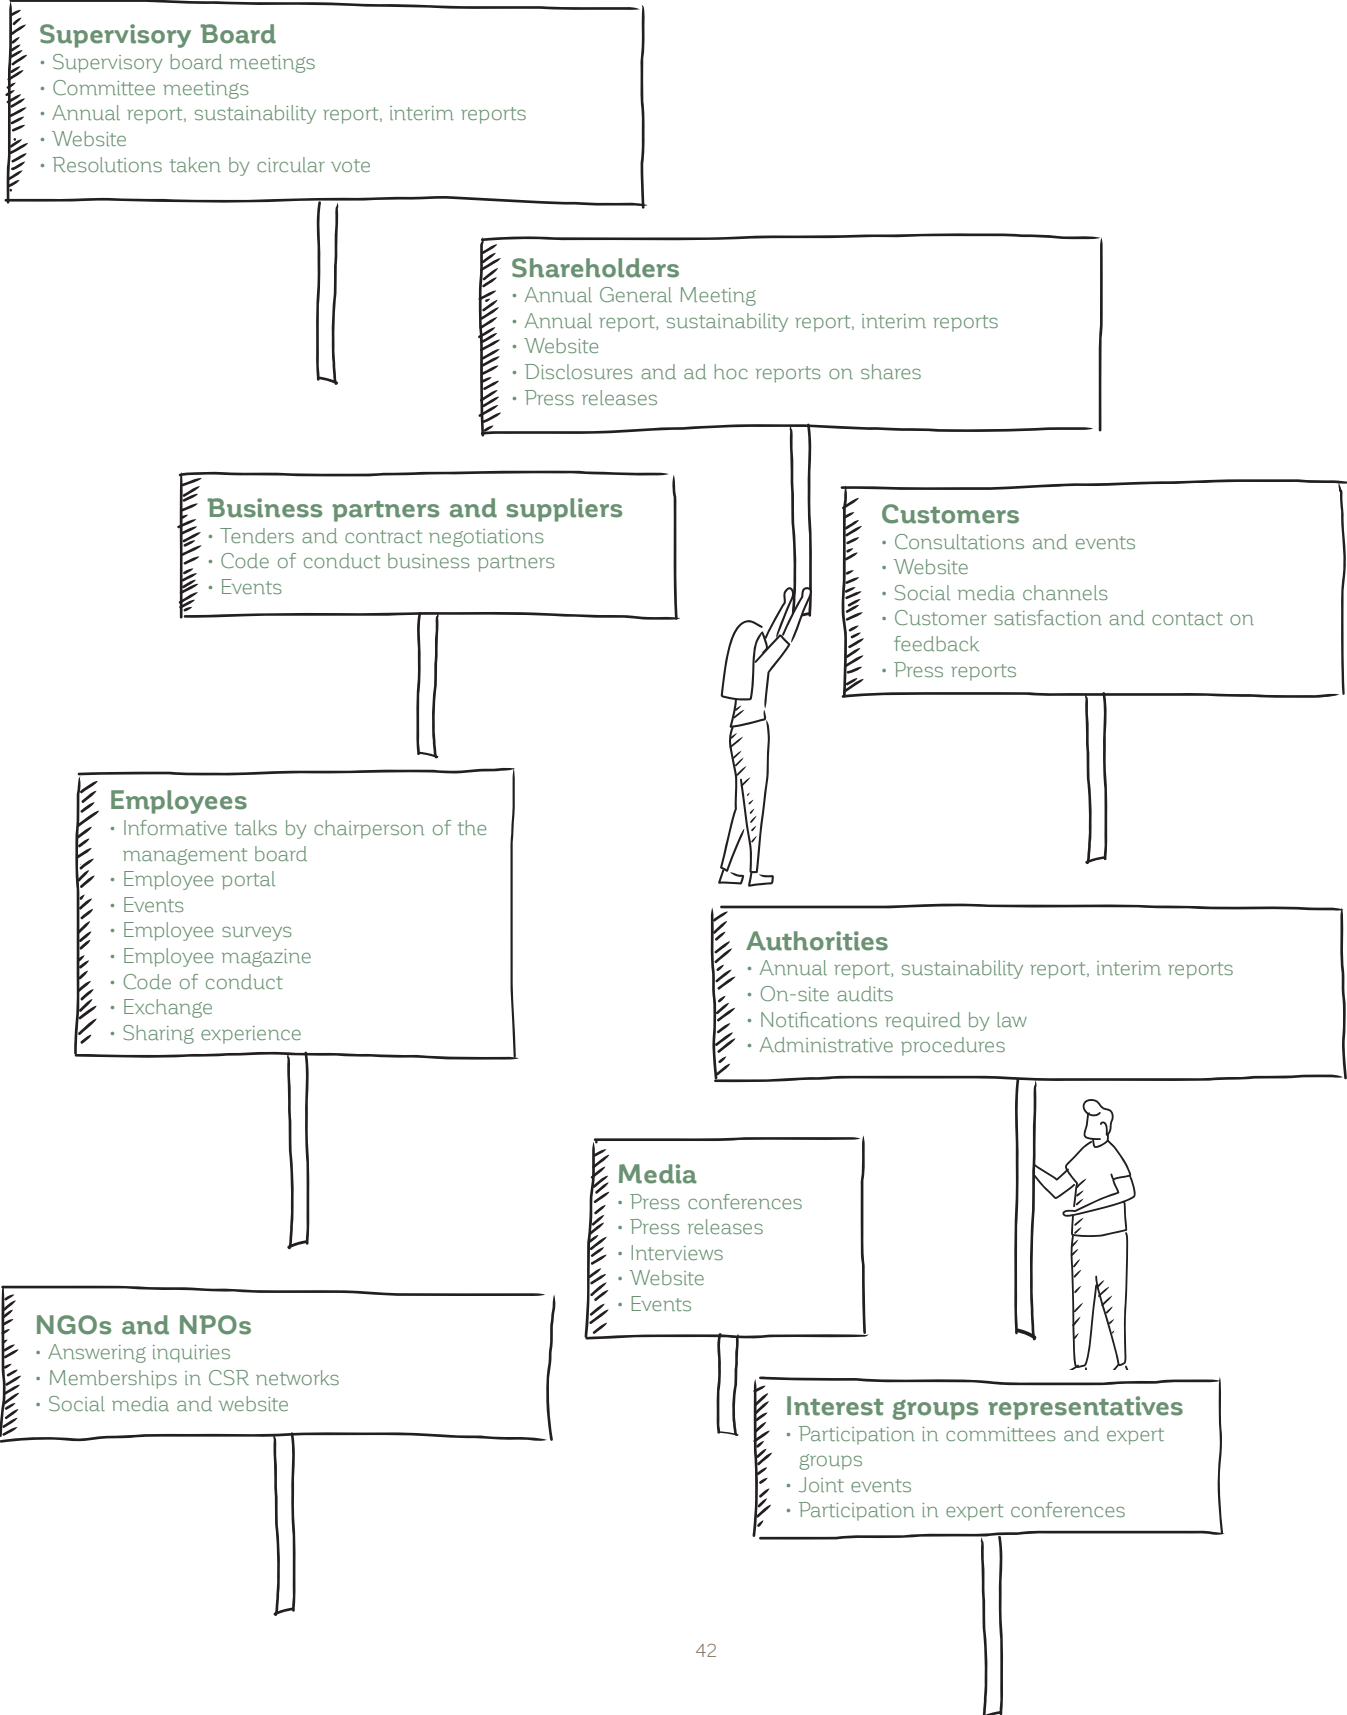 Supervisory Board
• Supervisory board meetings
• Committee meetings
• Annual report, sustainability report, interim reports
• Website
• Resolutions taken by circular vote
Shareholders
• Annual General Meeting
• Annual report, sustainability report, interim reports
• Website
• Disclosures and ad hoc reports on shares
• Press releases
Business partners and suppliers
• Tenders and contract negotiations
• Code of conduct business partners
• Events
Customers
• Consultations and events
• Website
• Social media channels
• Customer satisfaction and contact on
feedback
• Press reports
Employees
• Informative talks by chairperson of the
management board
• Employee portal
• Events
• Employee surveys
• Employee magazine
• Code of conduct
• Exchange
• Sharing experience
Authorities
• Annual report, sustainability report, interim reports
• On-site audits
• Notifications required by law
• Administrative procedures
Media
• Press conferences
• Press releases
• Interviews
• Website
• Events
NGOs and NPOs
• Answering inquiries
• Memberships in CSR networks
• Social media and website
Interest groups representatives
• Participation in committees and expert
groups
• Joint events
• Participation in expert conferences
42